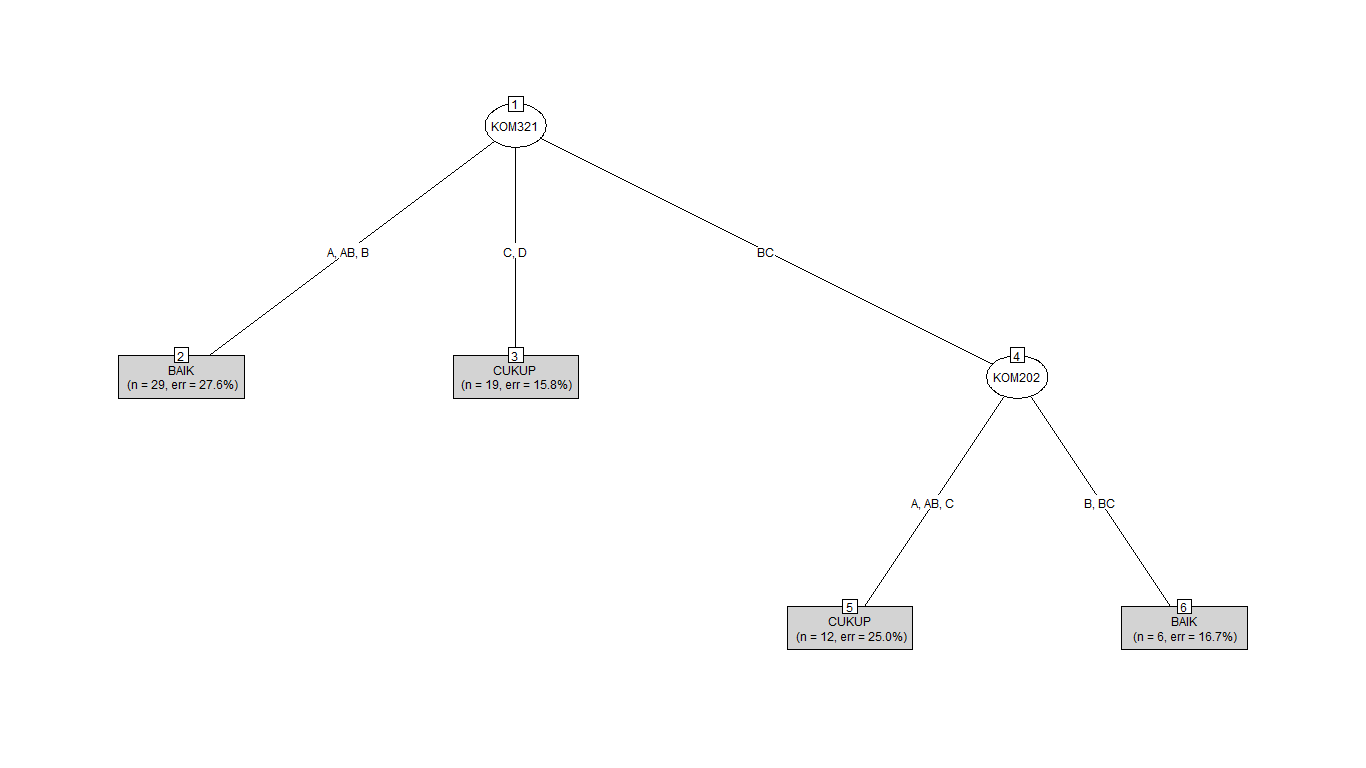 1
KOM321
A, AB, B
C, D
BC
2
BAIK
(n = 29, err = 27.6%)
3
CUKUP
(n = 19, err = 15.8%)
4
KOM202
A, AB, C
B, BC
5
CUKUP
(n = 12, err = 25.0%)
6
BAIK
(n = 6, err = 16.7%)